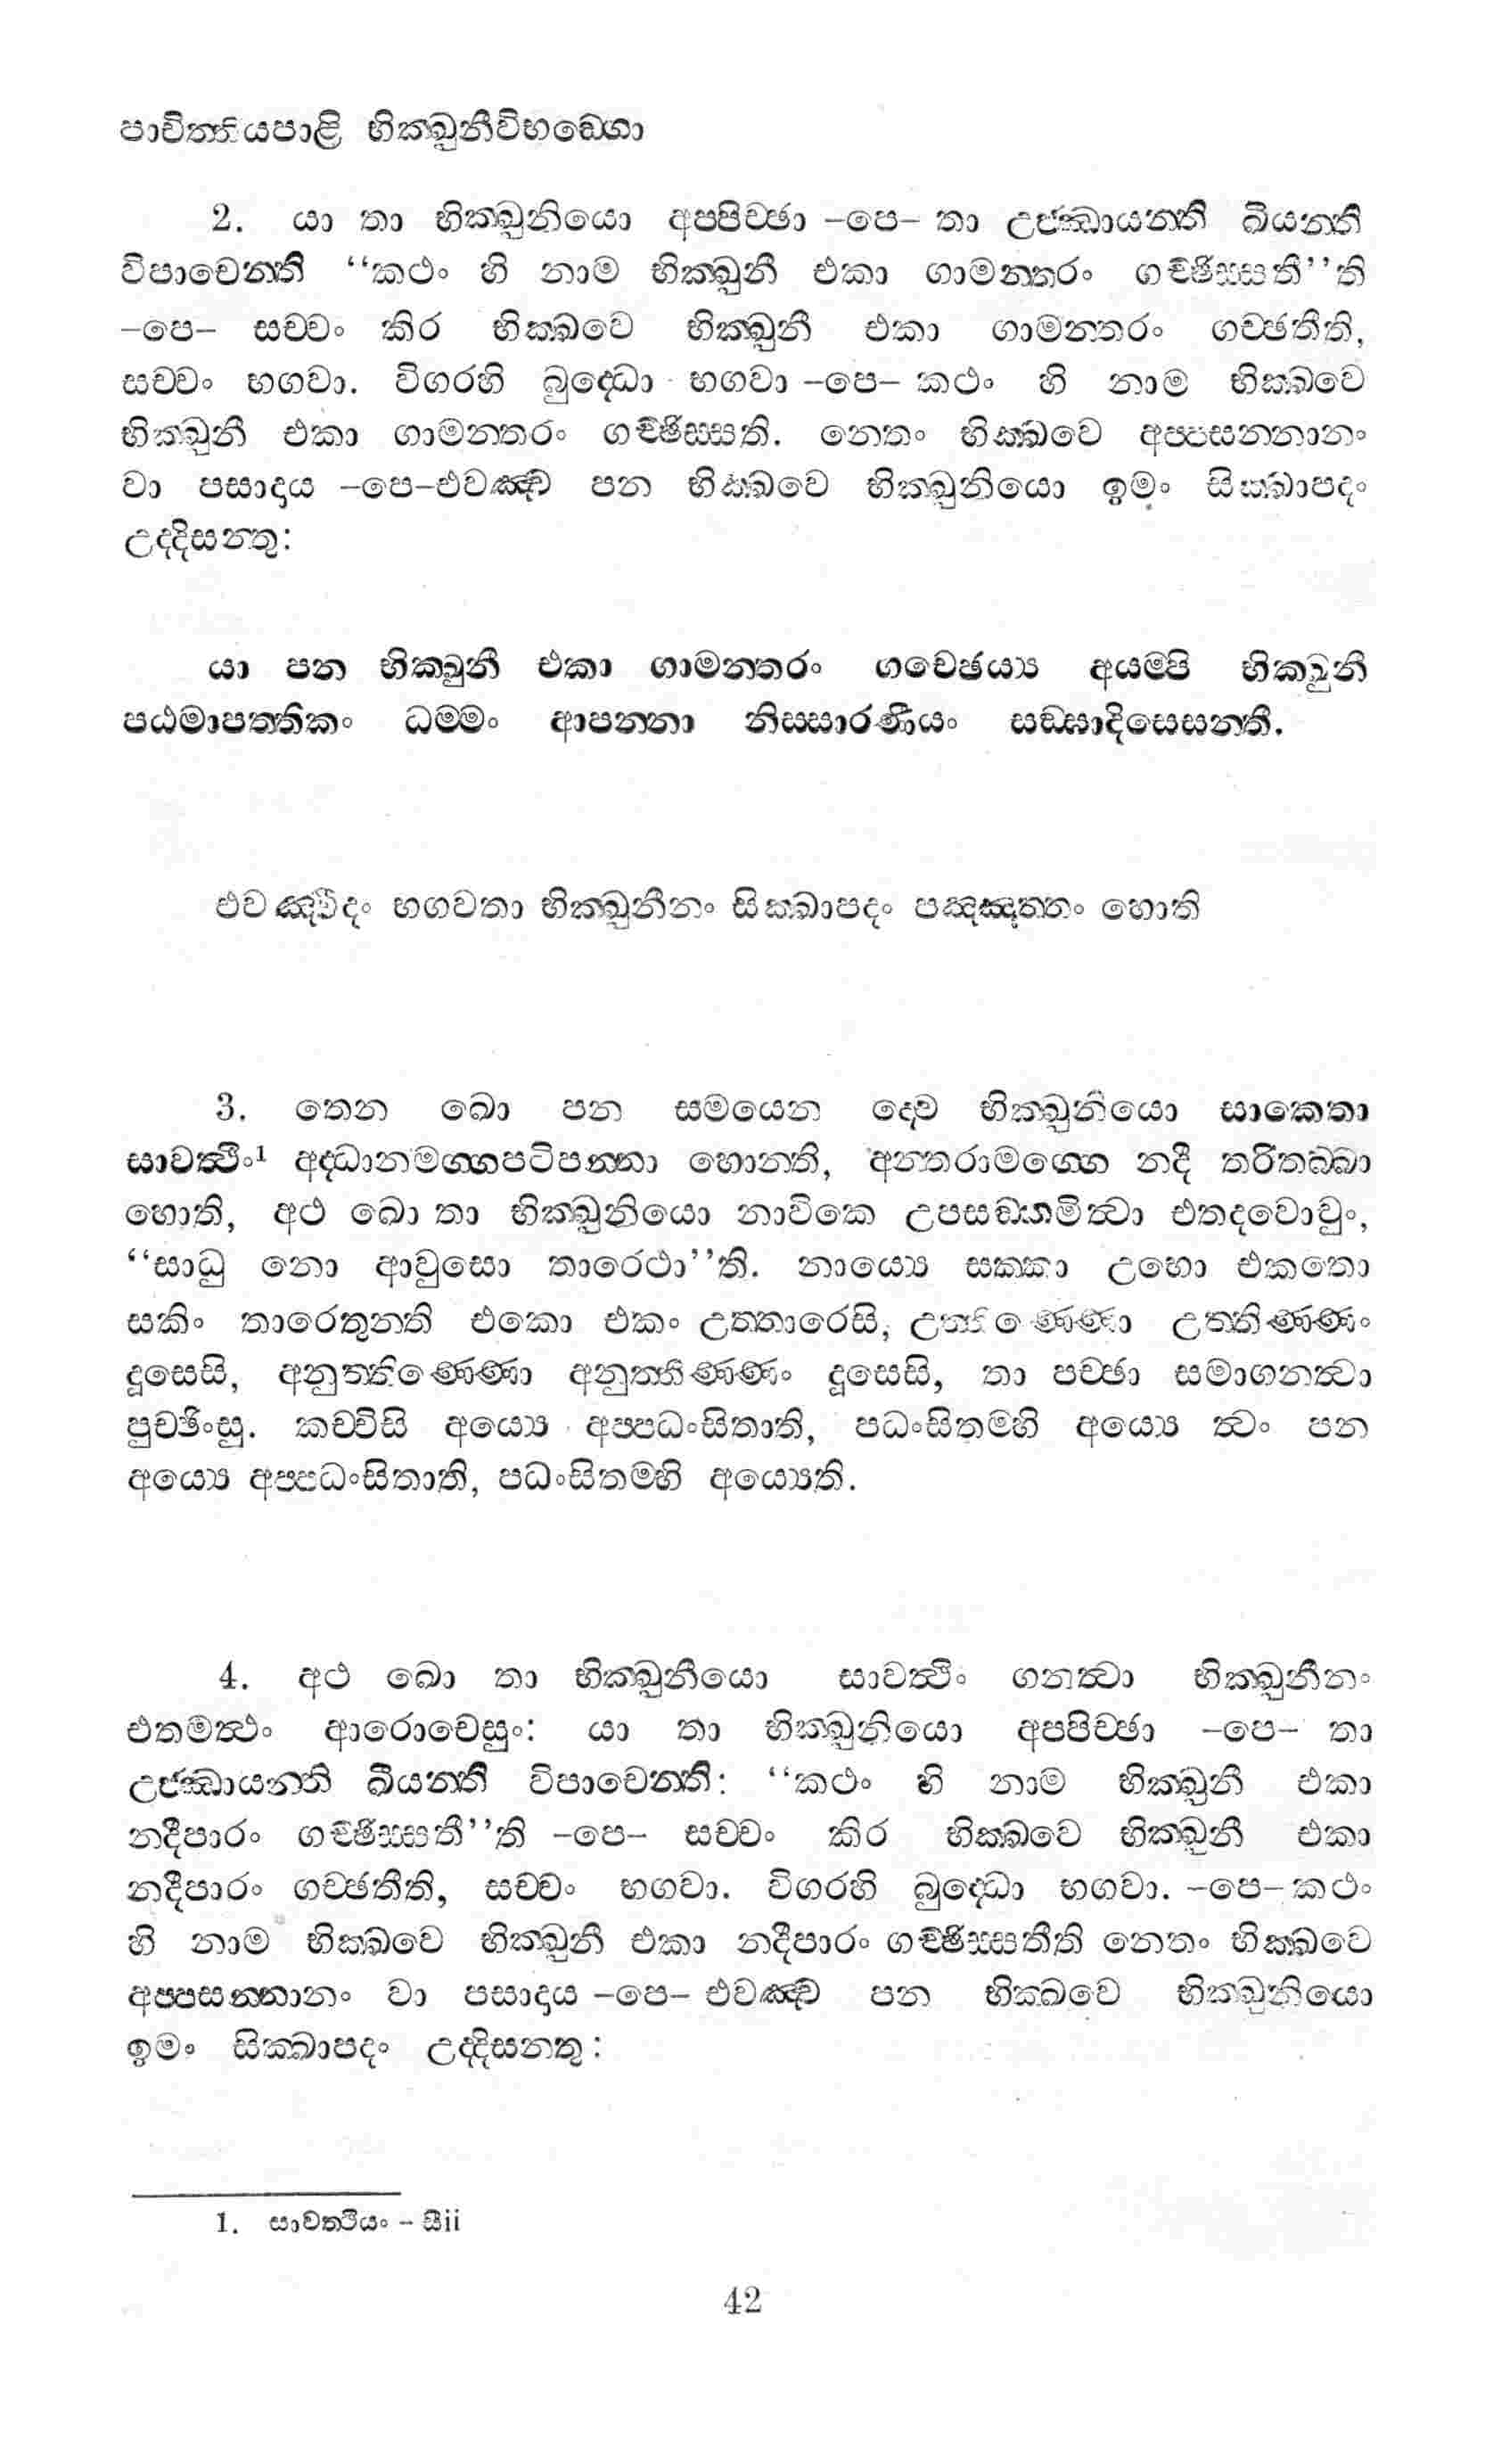 පාචිත්තියපාළි භික්ඛුනීවිභඞ්ගො
2. යා තා භික්ඛුනියො අප්පිච්ඡා –පෙ– තා උජ්ඣායන්ති ඛියන්ති
විපාචෙන්ති “කථං හි නාම භික්ඛුනී එකා ගාමන්තරං ගච්ඡිස්සතී”ති
–පෙ– සච්චං කිර භික්ඛවෙ භික්ඛුනී එකා ගාමන්තරං ගච්ඡතීති,
සච්චං භගවා. විගරහි බුද්ධො භගවා –පෙ– කථං හි නාම භික්ඛවෙ
භික්ඛුනී එකා ගාමන්තරං ගච්ඡිස්සති. නෙතං භික්ඛවෙ අප්පසන්නානං
වා පසාදාය –පෙ–එවඤ්ච පන භික්ඛවෙ භික්ඛුනියො ඉමං සික්ඛාපදං
උද්දිසන්තු:
යා පන භික්ඛුනී එකා ගාමන්තරං ගච්ඡෙය්‍ය අයම්පි භික්ඛුනී
පඨමාපත්තිකං ධම්මං ආපන්නා නිස්සාරණීයං සඞ්ඝාදිසෙසන්තී.
එවඤ්චිදං භගවතා භික්ඛුනීනං සික්ඛාපදං පඤ්ඤත්තං හොති
3. තෙන ඛො පන සමයෙන ද්වෙ භික්ඛුනියො සාකෙතා
සාවත්ථිං¹ අද්ධානමග්ගපටිපන්නා හොන්ති, අන්තරාමග්ගෙ නදී තරිතබ්බා
හොති, අථ ඛො තා භික්ඛුනියො නාවිකෙ උපසඞ්කමිත්වා එතදවොචුං,
“සාධු නො ආවුසො තාරෙථා”ති. නාය්‍යො සක්කා උභො එකතො
සකිං තාරෙතුන්ති එකො එකං උත්තාරෙසි, උත්තිණ්ණො උත්තිණ්ණං
දූසෙසි, අනුත්තිණ්ණො අනුත්තිණ්ණං දූසෙසි, තා පච්ඡා සමාගන්ත්වා
පුච්ඡිංසු. කච්චිසි අය්‍යෙ අප්පධංසිතාති, පධංසිතම්හි අය්‍යෙ ත්වං පන
අය්‍යෙ අප්පධංසිතාති, පධංසිතම්හි අය්‍යෙති.
4. අථ ඛො තා භික්ඛුනීයො සාවත්ථිං ගන්ත්වා භික්ඛුනීනං
එතමත්ථං ආරොචෙසුං: යා තා භික්ඛුනියො අප්පිච්ඡා –පෙ– තා
උජ්ඣායන්ති ඛීයන්ති විපාචෙන්ති: “කථං හි නාම භික්ඛුනී එකා
නදීපාරං ගච්ඡිස්සතී”ති –පෙ– සච්චං කිර භික්ඛවෙ භික්ඛුනී එකා
නදීපාරං ගච්ඡතීති, සච්චං භගවා. විගරහි බුද්ධො භගවා. –පෙ– කථං
හි නාම භික්ඛවෙ භික්ඛුනී එකා නදීපාරං ගච්ඡිස්සතීති නෙතං භික්ඛවෙ
අප්පසන්නානං වා පසාදාය –පෙ– එවඤ්ච පන භික්ඛවෙ භික්ඛුනියො
ඉමං සික්ඛාපදං උද්දිසන්තු:
1. සාවත්ථියං – සීii
42